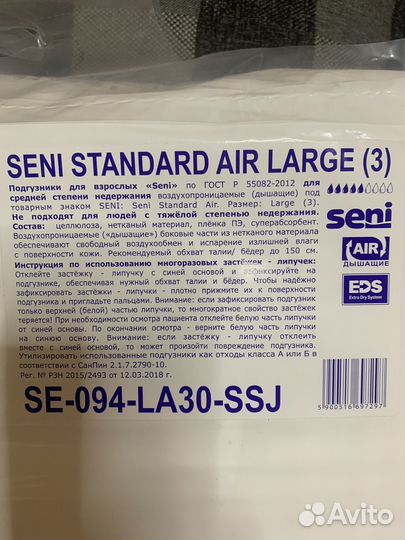 SENI STANDARD AIR LARGE (3)
Подгузники для взрослых «Seni» по ГОСТ Р 55082-2012 для
средней степени недержания воздухопроницаемые (дышащие) под
товарным знаком SENI: Seni Standard Air. Размер: Large (3).
Не подходят для людей с тяжёлой степенью недержания.
Состав: целлюлоза, нетканый материал, плёнка ПЭ, суперабсорбент.
Воздухопроницаемые («дышащие») боковые части из нетканого материала
обеспечивают свободный воздухообмен и испарение излишней влаги
с поверхности кожи. Рекомендуемый обхват талии/ бёдер до 150 см.
Инструкция по использованию многоразовых застёжек - липучек:
Отклейте застёжку - липучку с синей основой и зафиксируйте на
подгузнике, обеспечивая нужный обхват талии и бёдер. Чтобы надёжно
зафиксировать застёжки - липучки, прижмите их к поверхности
подгузника и пригладьте пальцами. Внимание: если зафиксировать подгузник
только верхней (белой) частью липучки, то многократное свойство застёжек
теряется! При необходимости осмотра пациента отклейте белую часть липучки
от синей основы. По окончании осмотра - верните белую часть липучки
на синюю основу. Внимание: если застёжку - липучку отклеить
вместе с синей основой, то может произойти повреждение подгузника.
Утилизировать использованные подгузники как отходы класса А или Б в
соответствии с СанПин 2.1.7.2790-10.
Рег. № РЗН 2015/2493 от 12.03.2018 г.
seni
AIR
ДЫШАЩИЕ
EDS
Extra Dry System
SE-094-LA30-SSJ
5 900516 697297
Avito